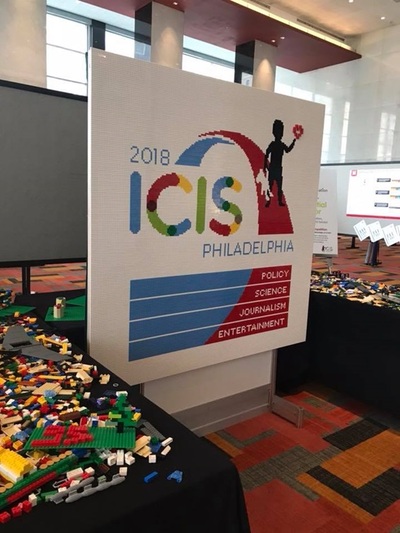 2018
ICIS
PHILADELPHIA
POLICY
SCIENCE
JOURNALISM
ENTERTAINMENT